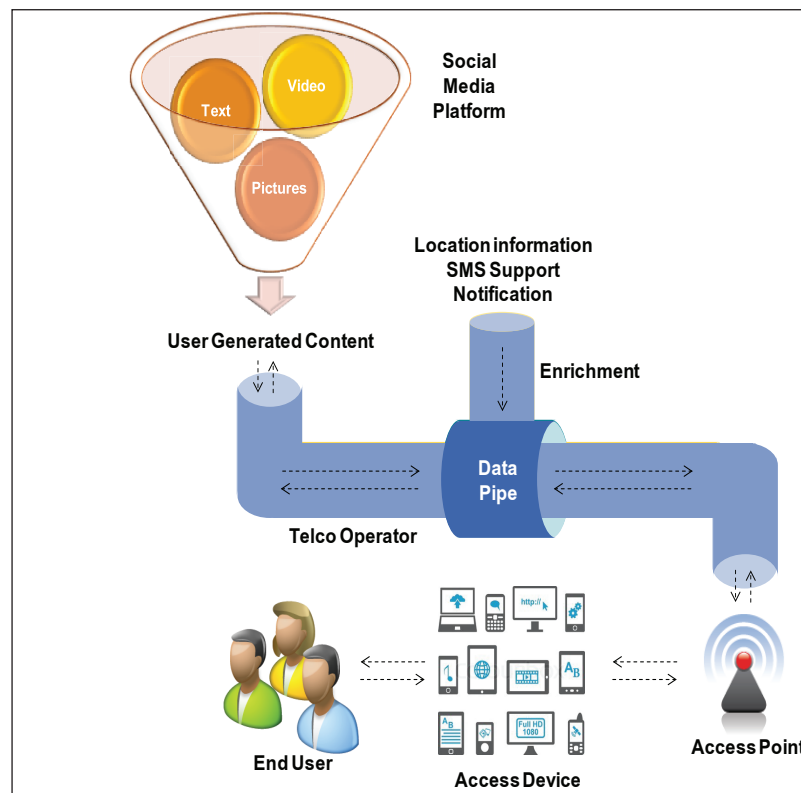 Social
Media
Platform
Video
Text
Pictures
Location information
SMS Support
Notification
User Generated Content
Enrichment
Data
Pipe
Telco Operator
http://
A B
A B
Full HD
1080
End User
Access Device
Access Point